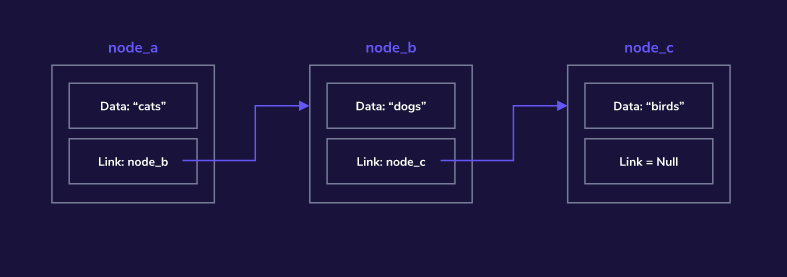 node_a
node_b
node_c
Data: “cats”
Data: “dogs”
Data: “birds”
Link: node_b
Link: node_c
Link = Null